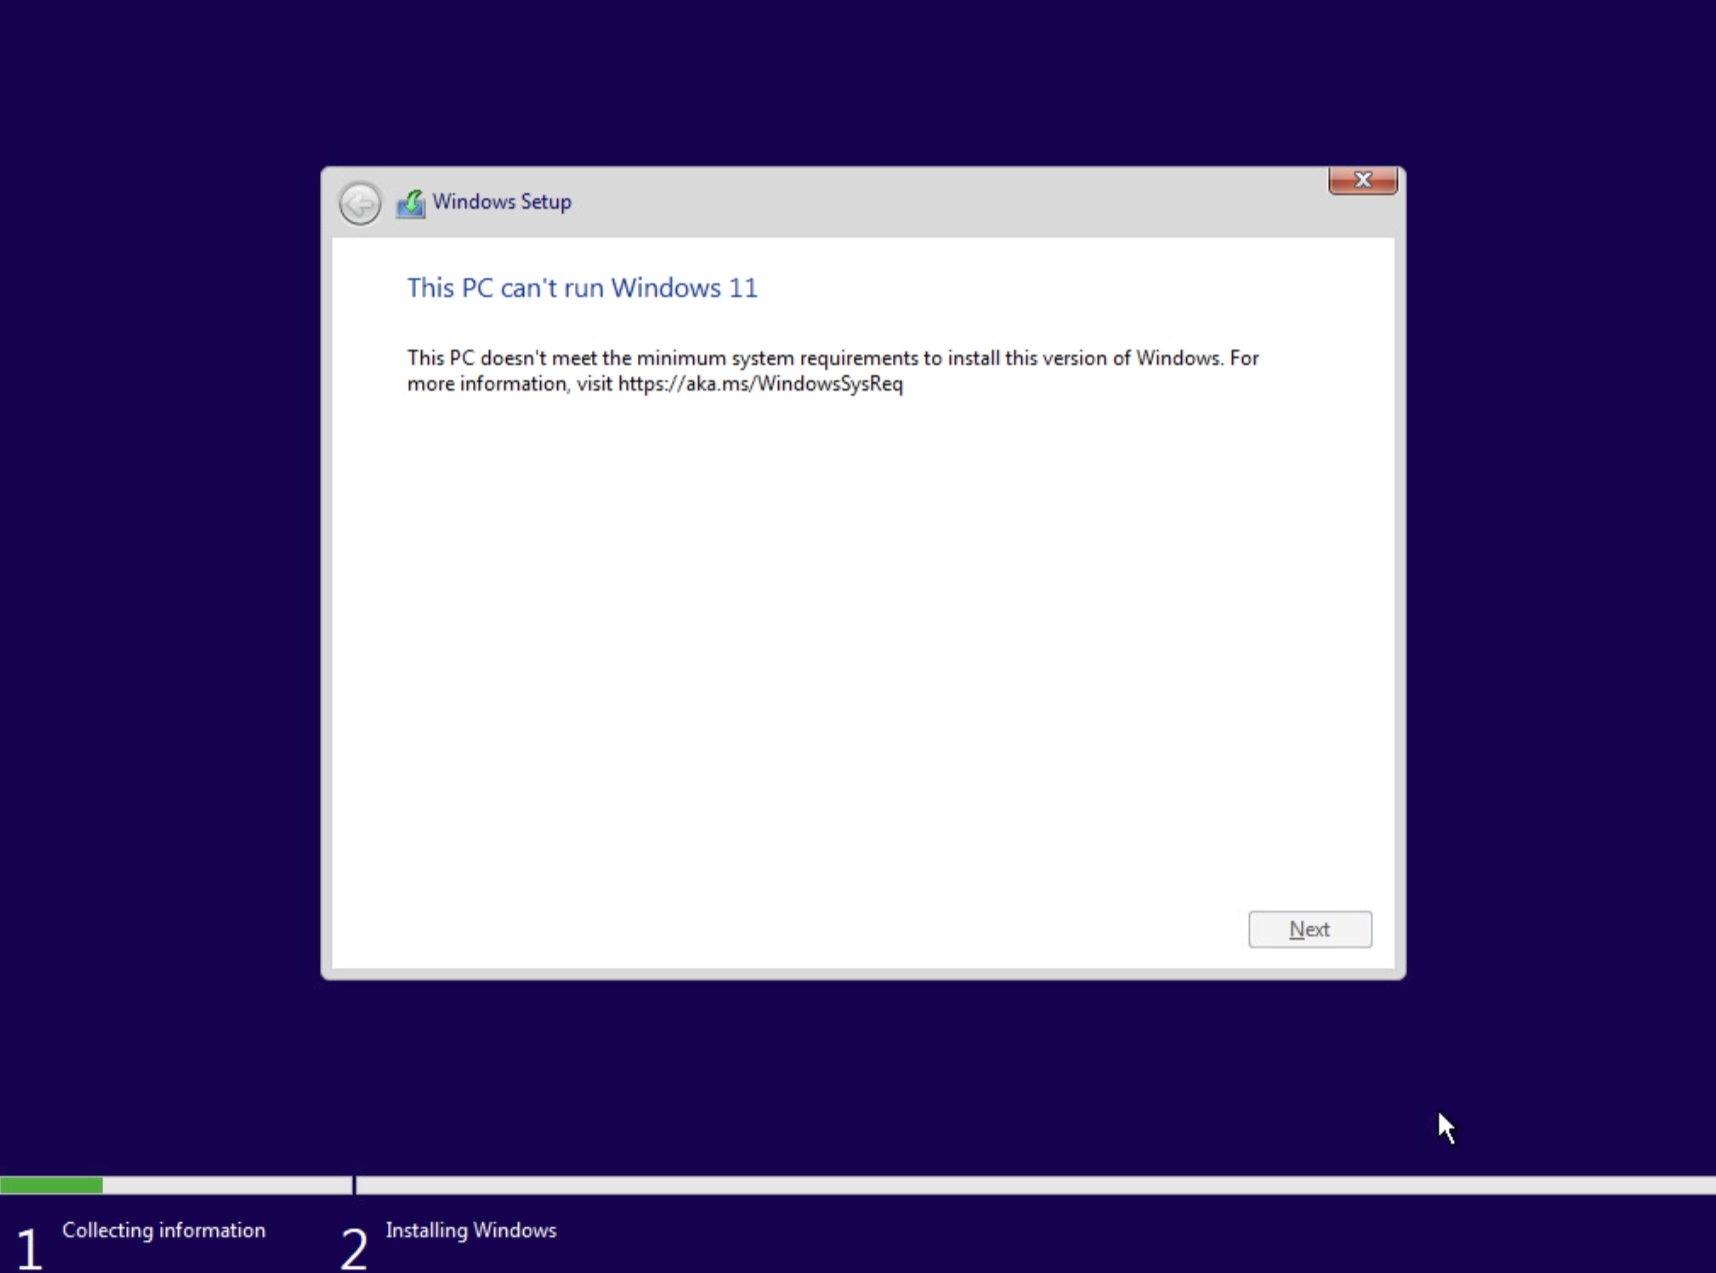 Windows Setup
This PC can't run Windows 11
This PC doesn't meet the minimum system requirements to install this version of Windows. For
more information, visit https://aka.ms/WindowsSysReq
Next
1 Collecting information
2 Installing Windows